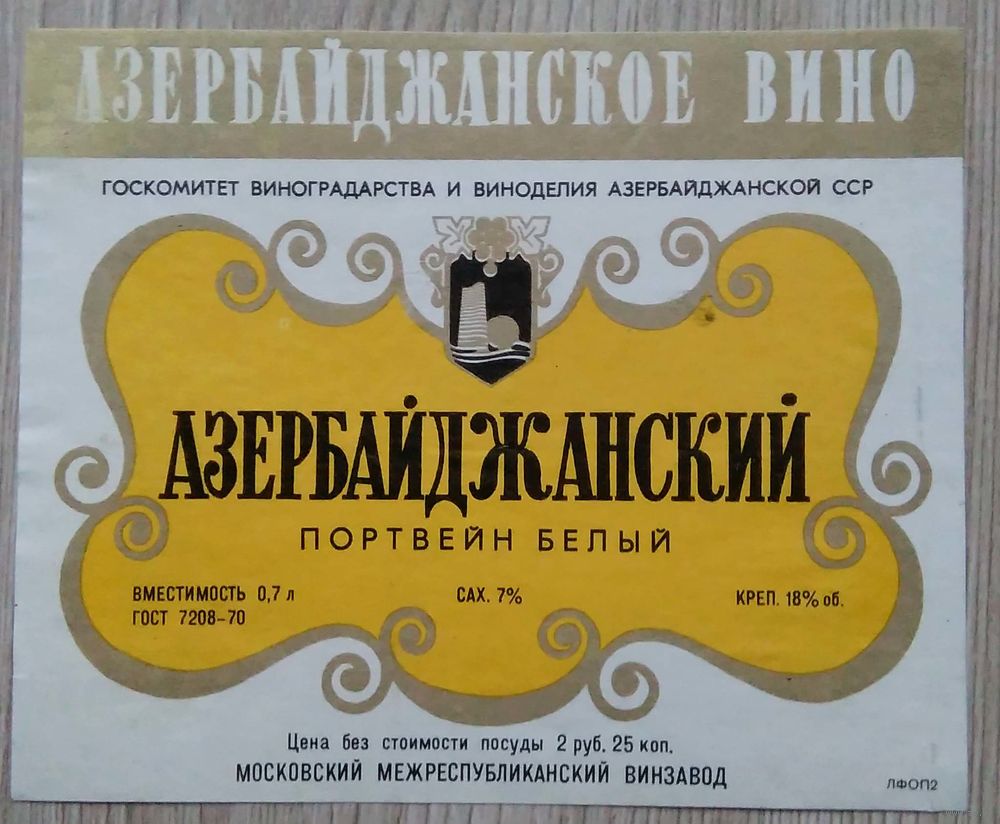 АЗЕРБАЙДЖАНСКОЕ ВИНО
ГОСКОМИТЕТ ВИНОГРАДАРСТВА И ВИНОДЕЛИЯ АЗЕРБАЙДЖАНСКОЙ ССР
АЗЕРБАЙДЖАНСКИЙ
ПОРТВЕЙН БЕЛЫЙ
ВМЕСТИМОСТЬ 0,7 л
ГОСТ 7208-70
САХ. 7%
КРЕП. 18% об.
Цена без стоимости посуды 2 руб. 25 коп.
МОСКОВСКИЙ МЕЖРЕСПУБЛИКАНСКИЙ ВИНЗАВОД
ЛФОП2